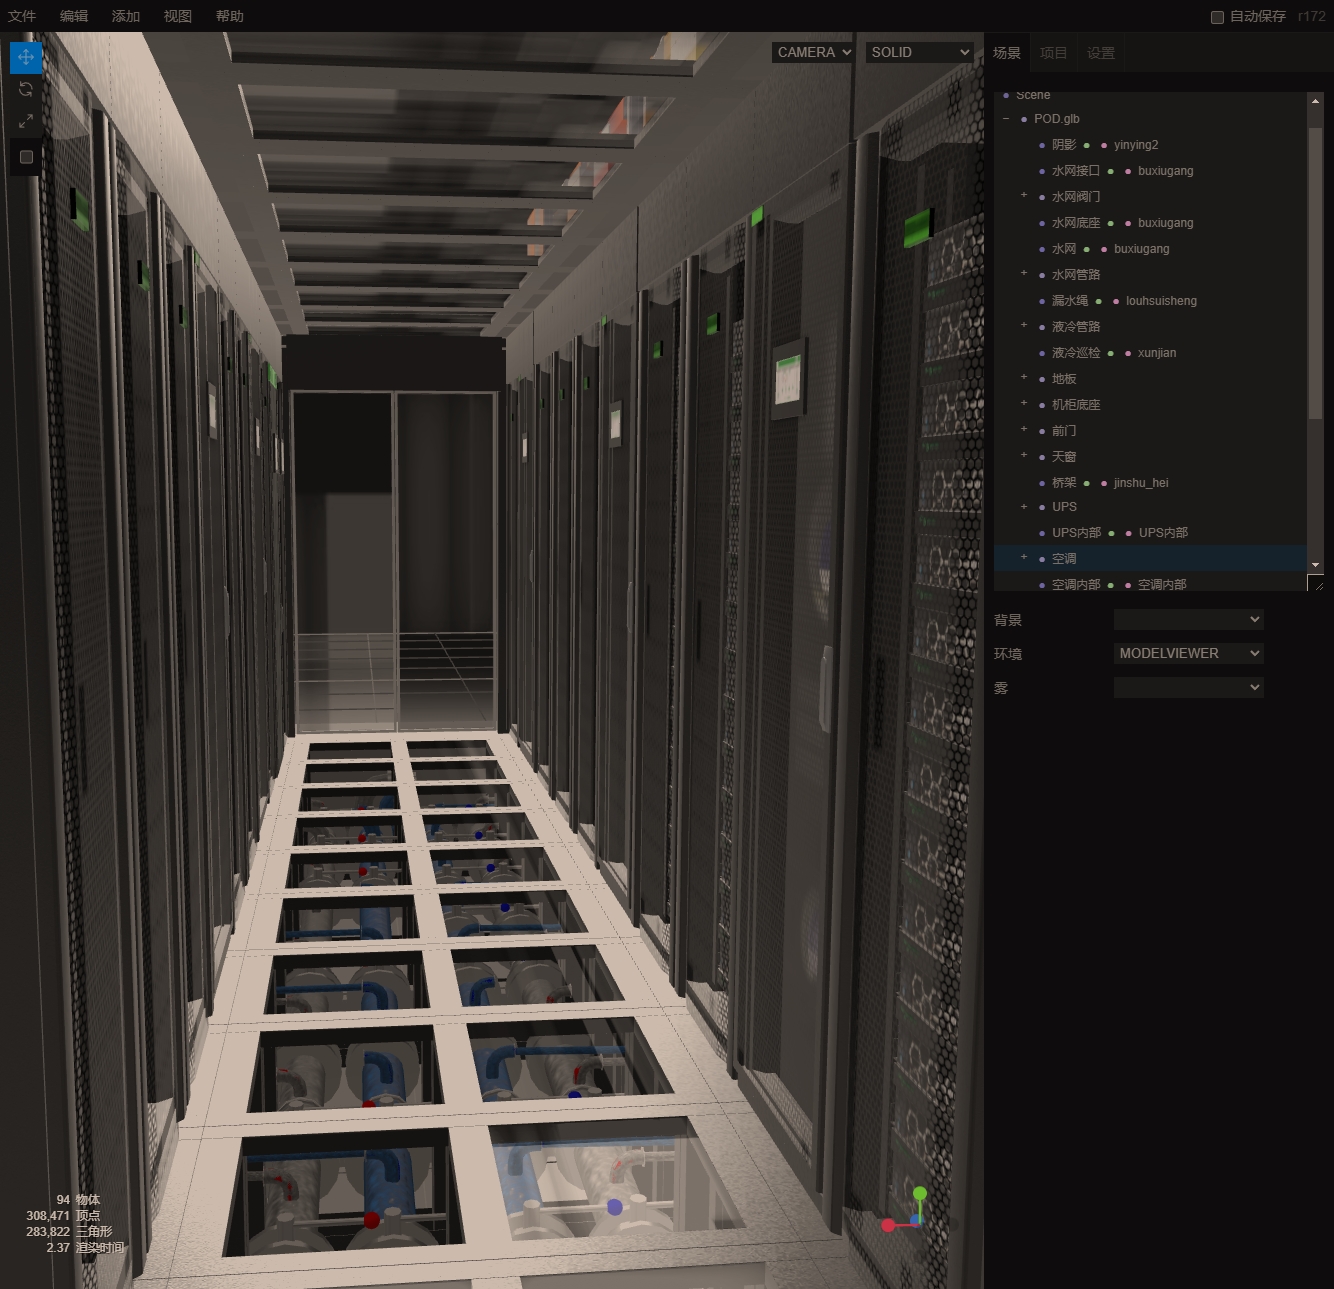 文件 编辑 添加 视图 帮助
自动保存 r172
CAMERA SOLID
场景 项目 设置
Scene
POD.glb
阴影 yinying2
水网接口 buxiugang
水网阀门
水网底座 buxiugang
水网 buxiugang
水网管路
漏水绳 louhsuisheng
液冷管路
液冷巡检 xunjian
地板
机柜底座
前门
天窗
桥架 jinshu_hei
UPS
UPS内部 UPS内部
空调
空调内部 空调内部
背景
环境 MODELVIEWER
雾
94 物体
308,471 顶点
283,822 三角形
2.37 渲染时间